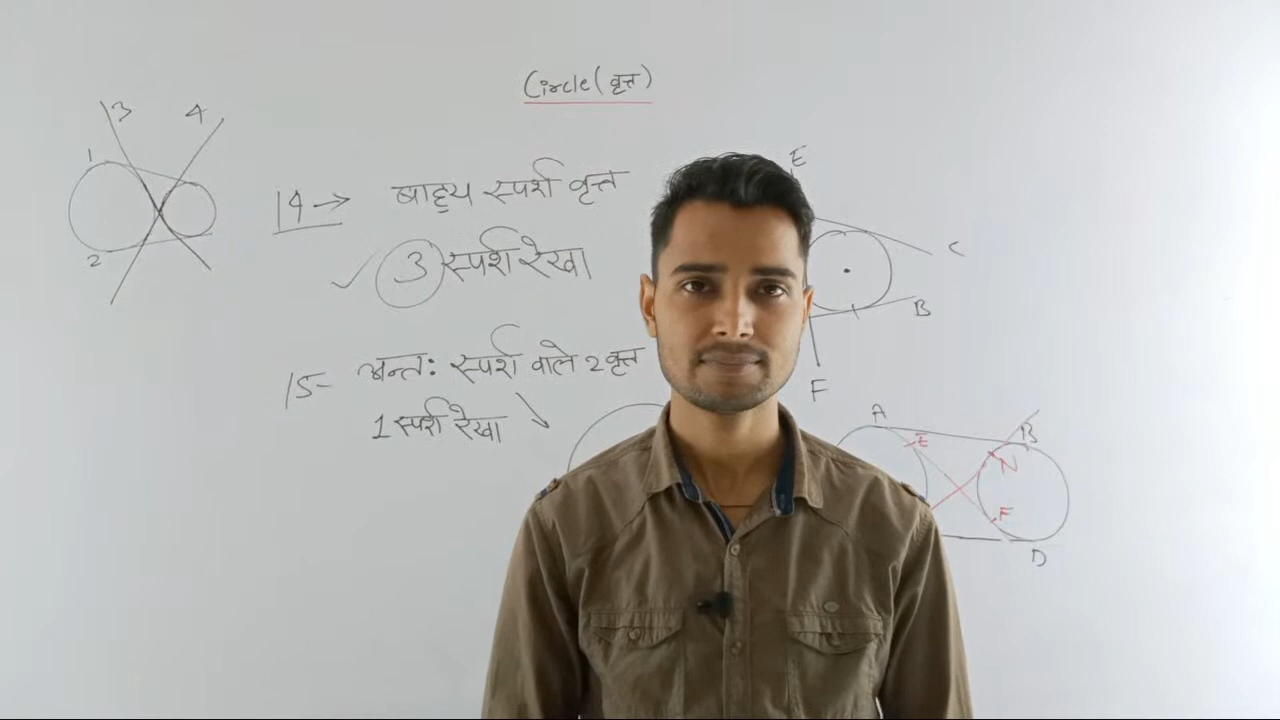 Circle (वृत्त)
3
4
1
2
14→ बाह्य स्पर्श वृत्त
3 स्पर्श रेखा
15- अन्तः स्पर्श वाले 2 वृत्त
1 स्पर्श रेखा
E
C
B
F
A
B
E
N
F
D